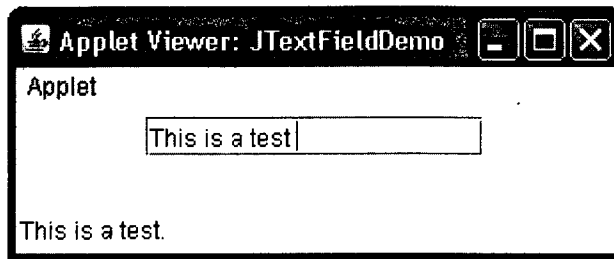 Applet Viewer: JTextFieldDemo
Applet
This is a test
This is a test.